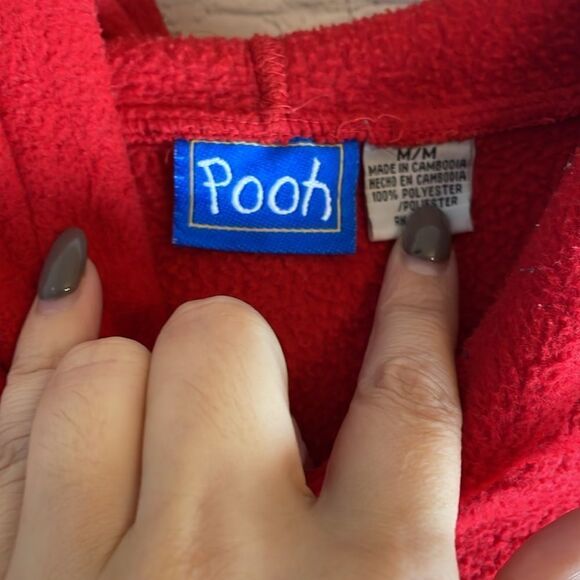 Pooh
M/M
MADE IN CAMBODIA
HECHO EN CAMBODIA
100% POLYESTER
/POLIESTER